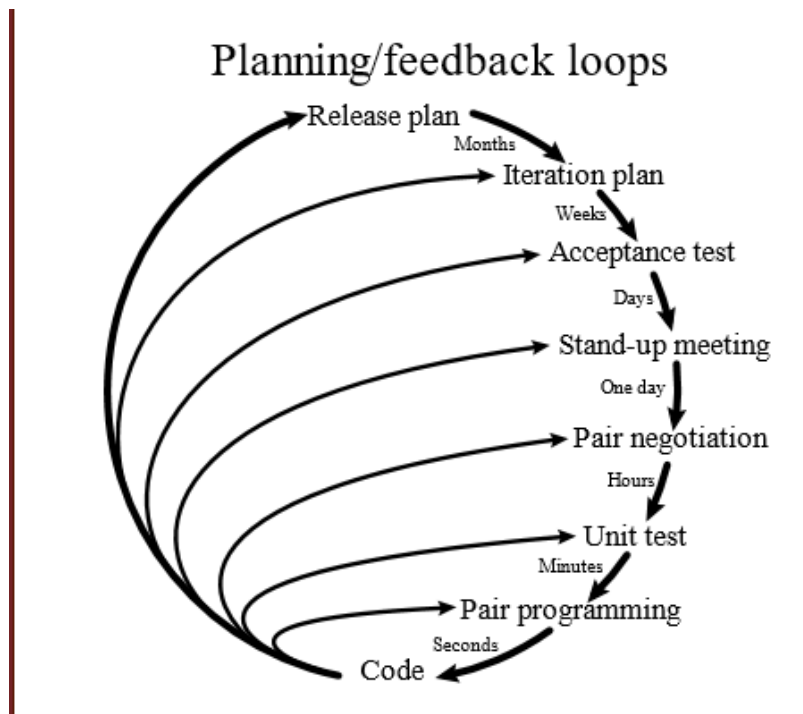 Planning/feedback loops
Release plan
Months
Iteration plan
Weeks
Acceptance test
Days
Stand-up meeting
One day
Pair negotiation
Hours
Unit test
Minutes
Pair programming
Seconds
Code